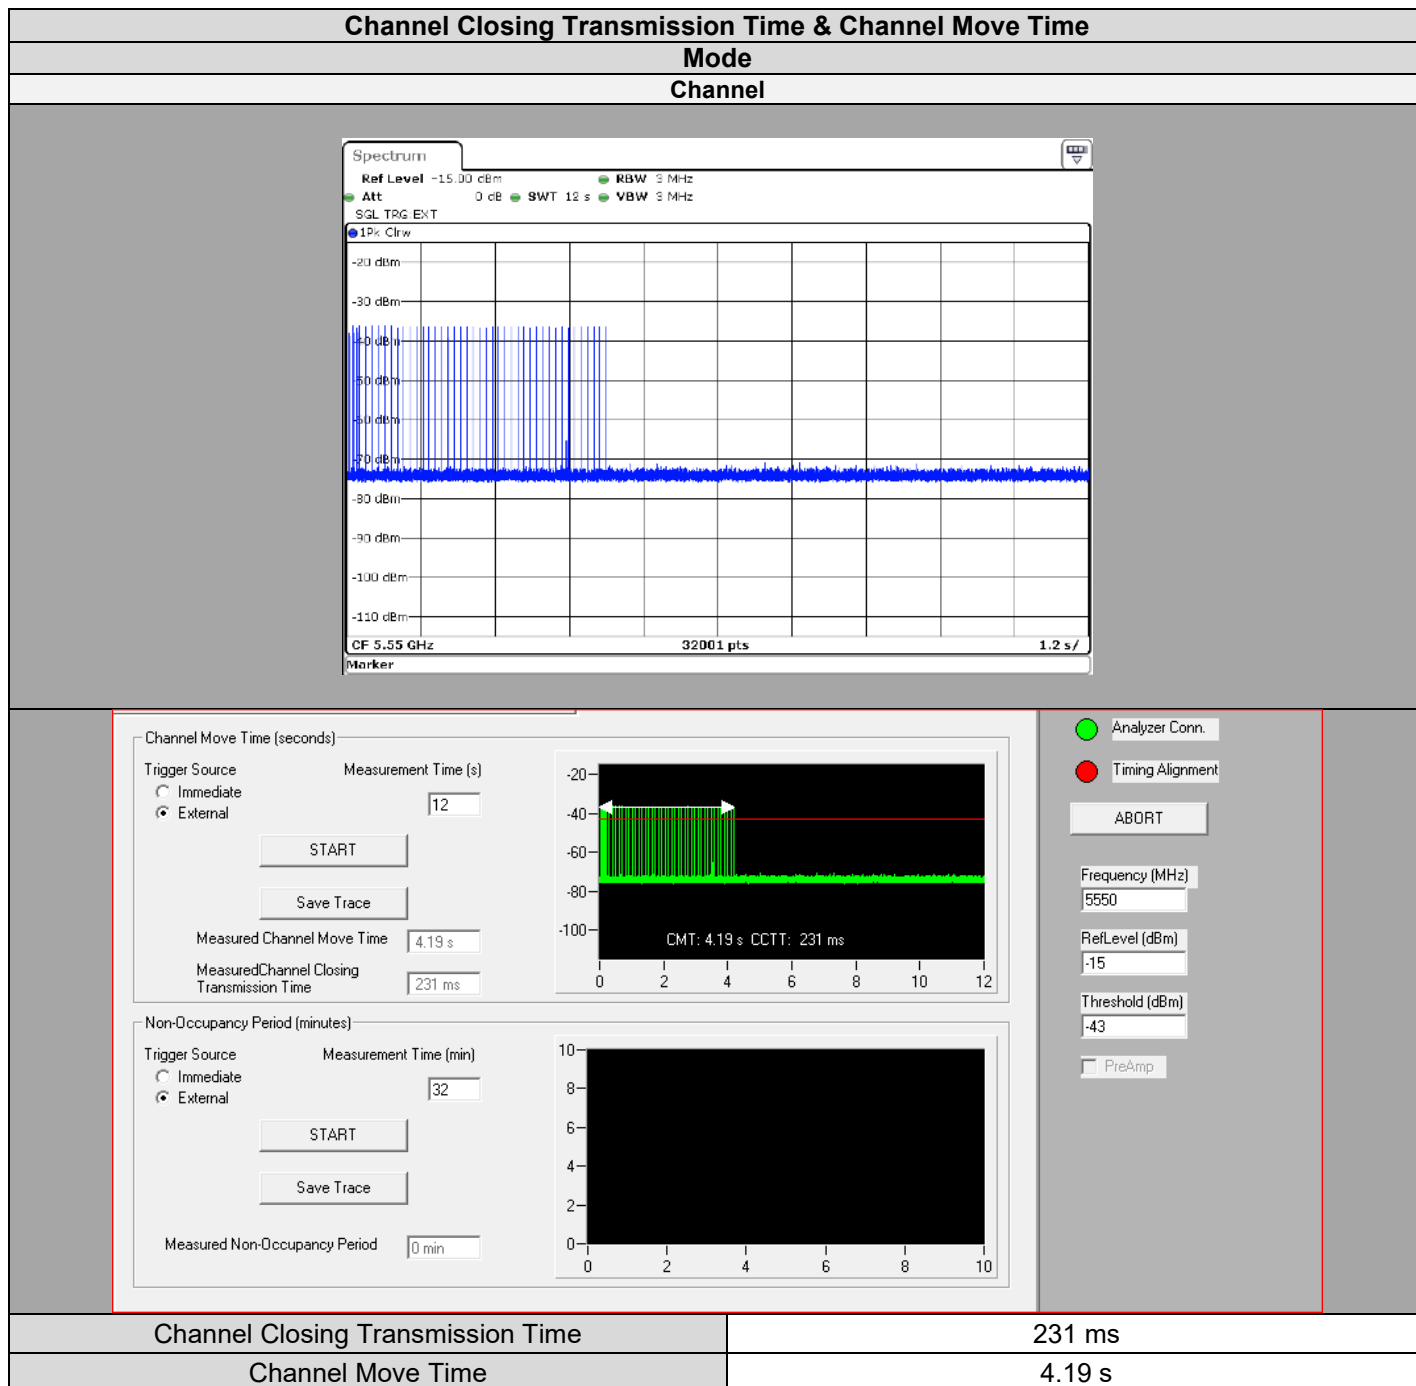 Channel Closing Transmission Time & Channel Move Time
Mode
Channel
Spectrum
Ref Level -15.00 dBm RBW 3 MHz
Att 0 dB SWT 12 s VBW 3 MHz
SGL TRG EXT
1Pk Clrw
-20 dBm
-30 dBm
-40 dBm
-50 dBm
-60 dBm
-70 dBm
-80 dBm
-90 dBm
-100 dBm
-110 dBm
CF 5.55 GHz 32001 pts 1.2 s/
Marker
Channel Move Time (seconds)
Trigger Source Measurement Time (s)
Immediate
External
12
START
Save Trace
Measured Channel Move Time 4.19 s
MeasuredChannel Closing
Transmission Time 231 ms
-20
-40
-60
-80
-100
CMT: 4.19 s CCTT: 231 ms
0 2 4 6 8 10 12
Analyzer Conn.
Timing Alignment
ABORT
Frequency (MHz)
5550
RefLevel (dBm)
-15
Threshold (dBm)
-43
PreAmp
Non-Occupancy Period (minutes)
Trigger Source Measurement Time (min)
Immediate
External
32
START
Save Trace
Measured Non-Occupancy Period 0 min
10
8
6
4
2
0
0 2 4 6 8 10
Channel Closing Transmission Time 231 ms
Channel Move Time 4.19 s